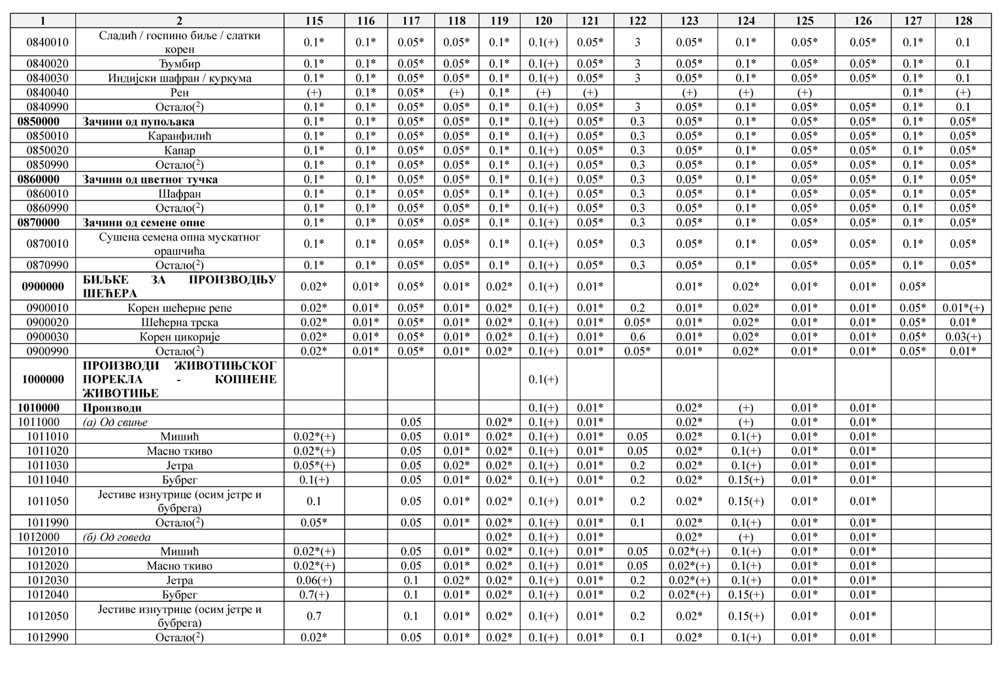 1 2 115 116 117 118 119 120 121 122 123 124 125 126 127 128
0840010 Сладић / госпино биље / слатки
корен 0.1* 0.1* 0.05* 0.05* 0.1* 0.1(+) 0.05* 3 0.05* 0.1* 0.05* 0.05* 0.1* 0.1
0840020 Ђумбир 0.1* 0.1* 0.05* 0.05* 0.1* 0.1(+) 0.05* 3 0.05* 0.1* 0.05* 0.05* 0.1* 0.1
0840030 Индијски шафран / куркума 0.1* 0.1* 0.05* 0.05* 0.1* 0.1(+) 0.05* 3 0.05* 0.1* 0.05* 0.05* 0.1* 0.1
0840040 Рен (+) 0.1* 0.05* (+) 0.1* (+) (+) (+) (+) (+) 0.1* (+)
0840990 Остало(2) 0.1* 0.1* 0.05* 0.05* 0.1* 0.1(+) 0.05* 3 0.05* 0.1* 0.05* 0.05* 0.1* 0.1
0850000 Зачини од пупољака 0.1* 0.1* 0.05* 0.05* 0.1* 0.1(+) 0.05* 0.3 0.05* 0.1* 0.05* 0.05* 0.1* 0.05*
0850010 Каранфилић 0.1* 0.1* 0.05* 0.05* 0.1* 0.1(+) 0.05* 0.3 0.05* 0.1* 0.05* 0.05* 0.1* 0.05*
0850020 Капар 0.1* 0.1* 0.05* 0.05* 0.1* 0.1(+) 0.05* 0.3 0.05* 0.1* 0.05* 0.05* 0.1* 0.05*
0850990 Остало(2) 0.1* 0.1* 0.05* 0.05* 0.1* 0.1(+) 0.05* 0.3 0.05* 0.1* 0.05* 0.05* 0.1* 0.05*
0860000 Зачини од цветног тучка 0.1* 0.1* 0.05* 0.05* 0.1* 0.1(+) 0.05* 0.3 0.05* 0.1* 0.05* 0.05* 0.1* 0.05*
0860010 Шафран 0.1* 0.1* 0.05* 0.05* 0.1* 0.1(+) 0.05* 0.3 0.05* 0.1* 0.05* 0.05* 0.1* 0.05*
0860990 Остало(2) 0.1* 0.1* 0.05* 0.05* 0.1* 0.1(+) 0.05* 0.3 0.05* 0.1* 0.05* 0.05* 0.1* 0.05*
0870000 Зачини од семене опне 0.1* 0.1* 0.05* 0.05* 0.1* 0.1(+) 0.05* 0.3 0.05* 0.1* 0.05* 0.05* 0.1* 0.05*
0870010 Сушена семена опна мускатног
орашчића 0.1* 0.1* 0.05* 0.05* 0.1* 0.1(+) 0.05* 0.3 0.05* 0.1* 0.05* 0.05* 0.1* 0.05*
0870990 Остало(2) 0.1* 0.1* 0.05* 0.05* 0.1* 0.1(+) 0.05* 0.3 0.05* 0.1* 0.05* 0.05* 0.1* 0.05*
0900000 БИЉКЕ ЗА ПРОИЗВОДЊУ
ШЕЋЕРА 0.02* 0.01* 0.05* 0.01* 0.02* 0.1(+) 0.01* 0.01* 0.02* 0.01* 0.01* 0.05*
0900010 Корен шећерне репе 0.02* 0.01* 0.05* 0.01* 0.02* 0.1(+) 0.01* 0.2 0.01* 0.02* 0.01* 0.01* 0.05* 0.01*(+)
0900020 Шећерна трска 0.02* 0.01* 0.05* 0.01* 0.02* 0.1(+) 0.01* 0.05* 0.01* 0.02* 0.01* 0.01* 0.05* 0.01*
0900030 Корен цикорије 0.02* 0.01* 0.05* 0.01* 0.02* 0.1(+) 0.01* 0.6 0.01* 0.02* 0.01* 0.01* 0.05* 0.03(+)
0900990 Остало(2) 0.02* 0.01* 0.05* 0.01* 0.02* 0.1(+) 0.01* 0.05* 0.01* 0.02* 0.01* 0.01* 0.05* 0.01*
ПРОИЗВОДИ ЖИВОТИЊСКОГ
1000000 ПОРЕКЛА - КОПНЕНЕ 0.1(+)
ЖИВОТИЊЕ
1010000 Производи 0.1(+) 0.01* 0.02* (+) 0.01* 0.01*
1011000 (а) Од свиње 0.05 0.02* 0.1(+) 0.01* 0.02* (+) 0.01* 0.01*
1011010 Мишић 0.02*(+) 0.05 0.01* 0.02* 0.1(+) 0.01* 0.05 0.02* 0.1(+) 0.01* 0.01*
1011020 Масно ткиво 0.02*(+) 0.05 0.01* 0.02* 0.1(+) 0.01* 0.05 0.02* 0.1(+) 0.01* 0.01*
1011030 Јетра 0.05*(+) 0.05 0.02* 0.02* 0.1(+) 0.01* 0.2 0.02* 0.1(+) 0.01* 0.01*
1011040 Бубрег 0.1(+) 0.05 0.01* 0.02* 0.1(+) 0.01* 0.2 0.02* 0.15(+) 0.01* 0.01*
1011050 Јестиве изнутрице (осим јетре и
бубрега) 0.1 0.05 0.01* 0.02* 0.1(+) 0.01* 0.2 0.02* 0.15(+) 0.01* 0.01*
1011990 Остало(2) 0.05* 0.05 0.01* 0.02* 0.1(+) 0.01* 0.1 0.02* 0.1(+) 0.01* 0.01*
1012000 (б) Од говеда 0.02* 0.1(+) 0.01* 0.02* (+) 0.01* 0.01*
1012010 Мишић 0.02*(+) 0.05 0.01* 0.02* 0.1(+) 0.01* 0.05 0.02*(+) 0.1(+) 0.01* 0.01*
1012020 Масно ткиво 0.02*(+) 0.05 0.01* 0.02* 0.1(+) 0.01* 0.05 0.02*(+) 0.1(+) 0.01* 0.01*
1012030 Јетра 0.06(+) 0.1 0.02* 0.02* 0.1(+) 0.01* 0.2 0.02*(+) 0.1(+) 0.01* 0.01*
1012040 Бубрег 0.7(+) 0.1 0.01* 0.02* 0.1(+) 0.01* 0.2 0.02*(+) 0.15(+) 0.01* 0.01*
1012050 Јестиве изнутрице (осим јетре и
бубрега) 0.7 0.1 0.01* 0.02* 0.1(+) 0.01* 0.2 0.02* 0.15(+) 0.01* 0.01*
1012990 Остало(2) 0.02* 0.05 0.01* 0.02* 0.1(+) 0.01* 0.1 0.02* 0.1(+) 0.01* 0.01*